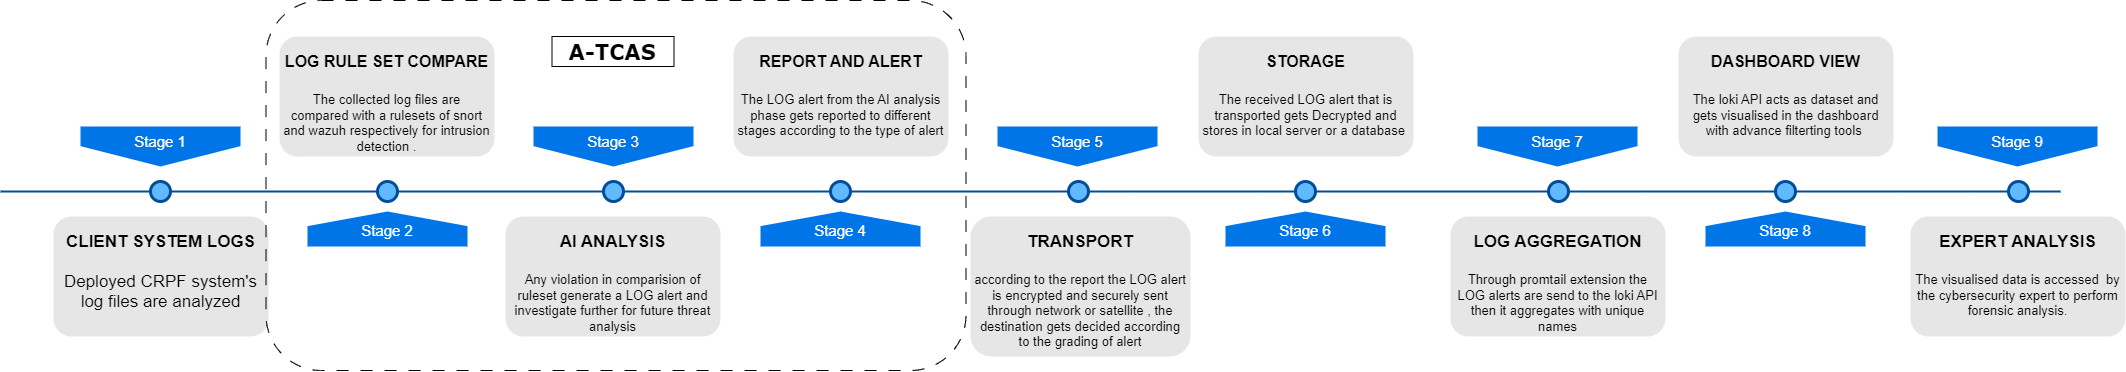 Stage 1
CLIENT SYSTEM LOGS
Deployed CRPF system's
log files are analyzed
A-TCAS
LOG RULE SET COMPARE
The collected log files are
compared with a rulesets of snort
and wazuh respectively for intrusion
detection .
Stage 2
Stage 3
AI ANALYSIS
Any violation in comparision of
ruleset generate a LOG alert and
investigate further for future threat
analysis
REPORT AND ALERT
The LOG alert from the AI analysis
phase gets reported to different
stages according to the type of alert
Stage 4
Stage 5
TRANSPORT
according to the report the LOG alert
is encrypted and securely sent
through network or satellite , the
destination gets decided according
to the grading of alert
STORAGE
The received LOG alert that is
transported gets Decrypted and
stores in local server or a database
Stage 6
Stage 7
LOG AGGREGATION
Through promtail extension the
LOG alerts are send to the loki API
then it aggregates with unique
names
DASHBOARD VIEW
The loki API acts as dataset and
gets visualised in the dashboard
with advance filterting tools
Stage 8
Stage 9
EXPERT ANALYSIS
The visualised data is accessed by
the cybersecurity expert to perform
forensic analysis.